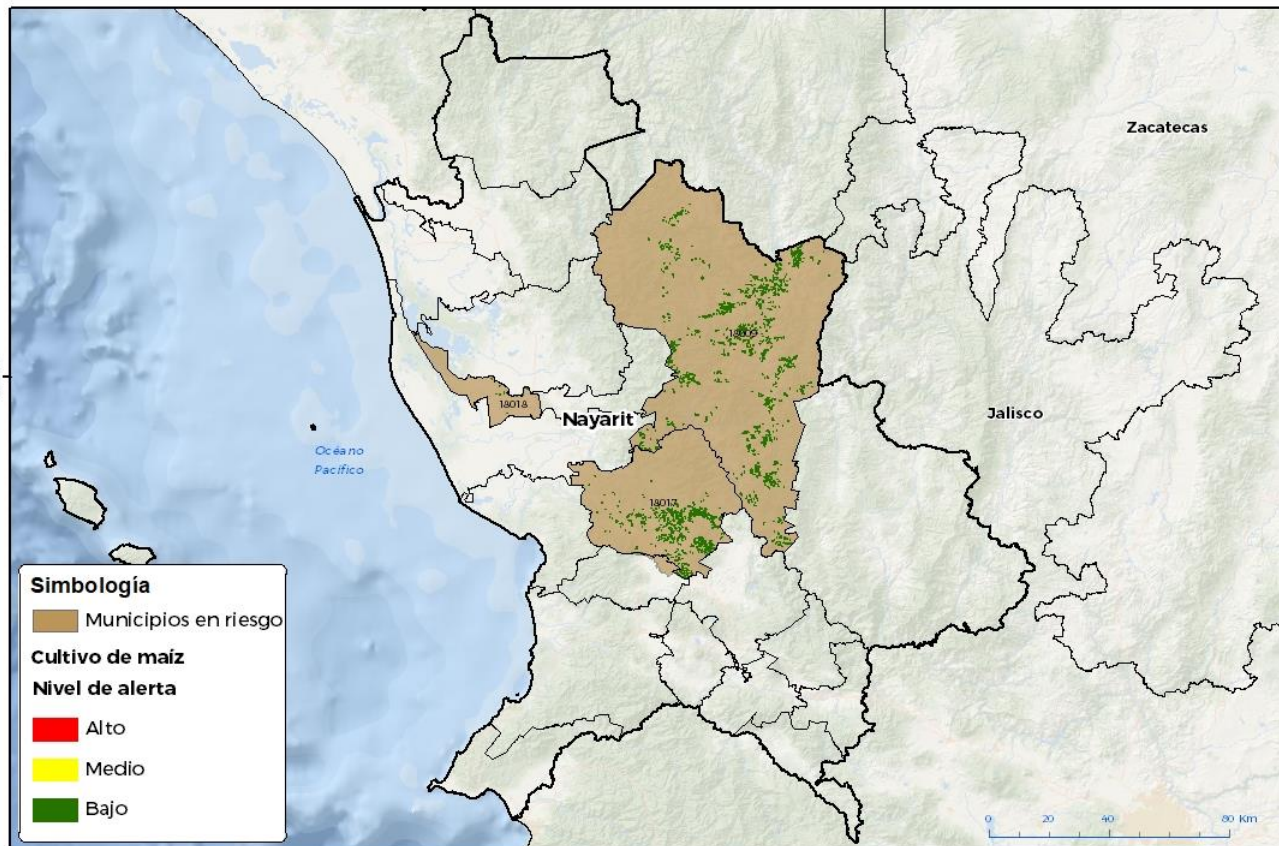 Zacatecas
18009
18018
Nayarit
Jalisco
Océano
Pacífico
18017
Simbología
Municipios en riesgo
Cultivo de maíz
Nivel de alerta
Alto
Medio
Bajo
0 20 40 80 Km